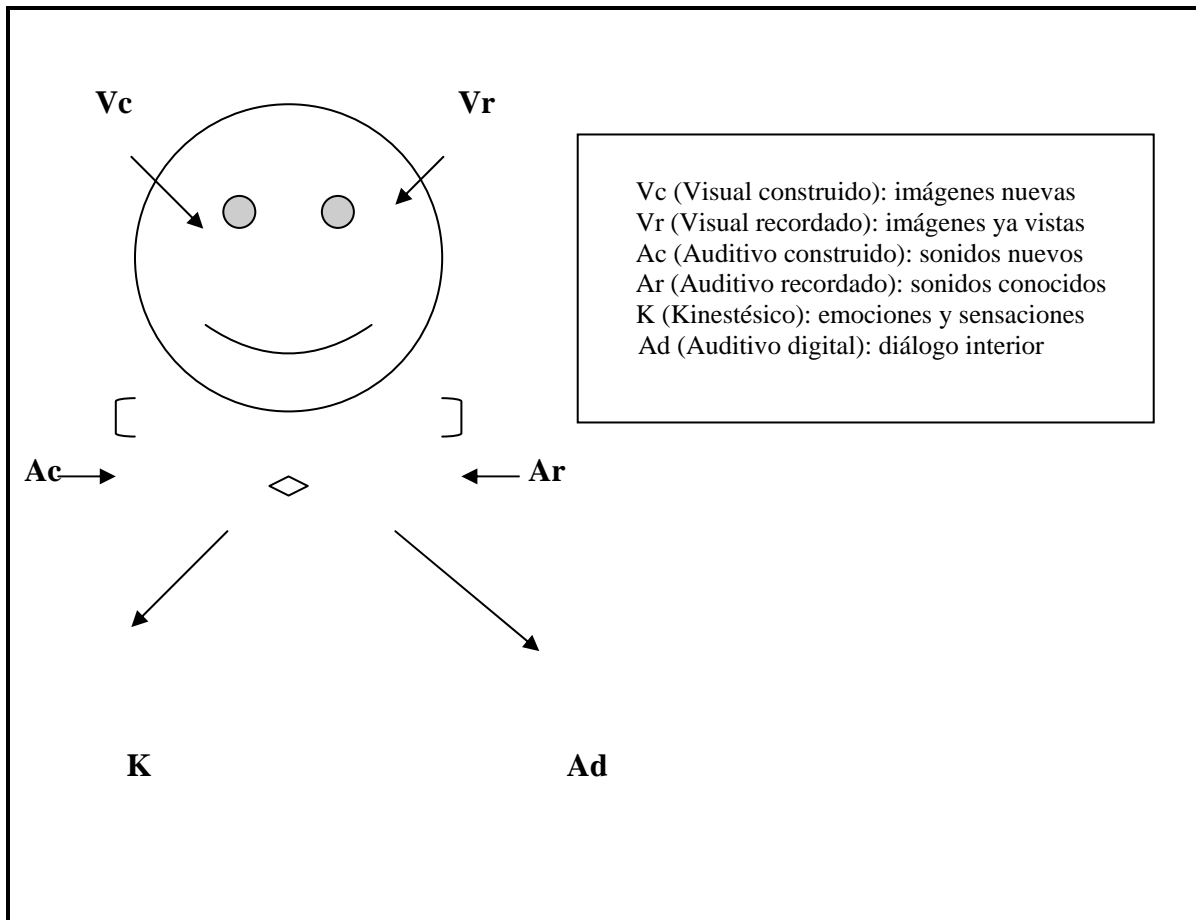 Vc
Vr
Vc (Visual construido): imágenes nuevas
Vr (Visual recordado): imágenes ya vistas
Ac (Auditivo construido): sonidos nuevos
Ar (Auditivo recordado): sonidos conocidos
K (Kinestésico): emociones y sensaciones
Ad (Auditivo digital): diálogo interior
Ac
Ar
K
Ad